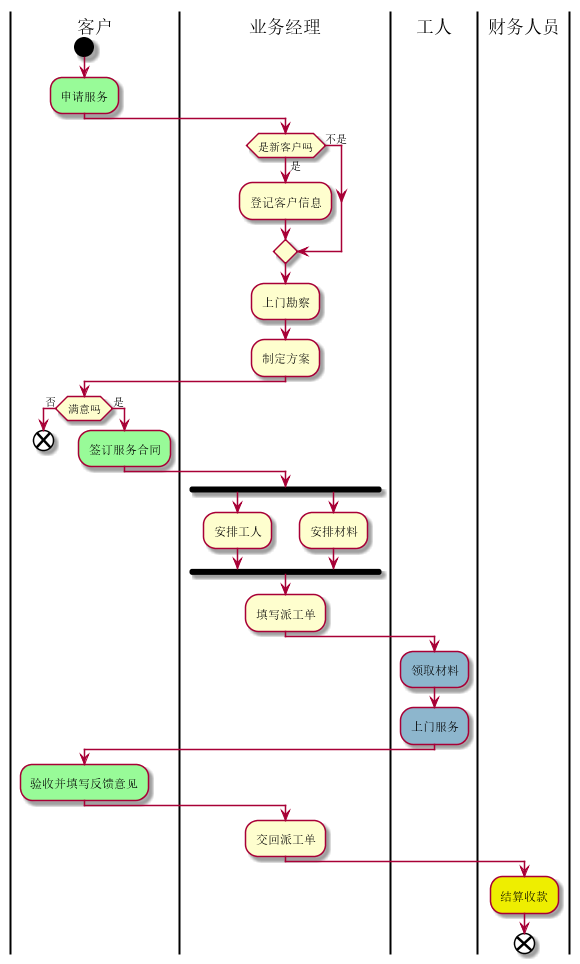 客户
业务经理
工人
财务人员
申请服务
是新客户吗
不是
是
登记客户信息
上门勘察
制定方案
否
满意吗
是
签订服务合同
安排工人
安排材料
填写派工单
领取材料
上门服务
验收并填写反馈意见
交回派工单
结算收款